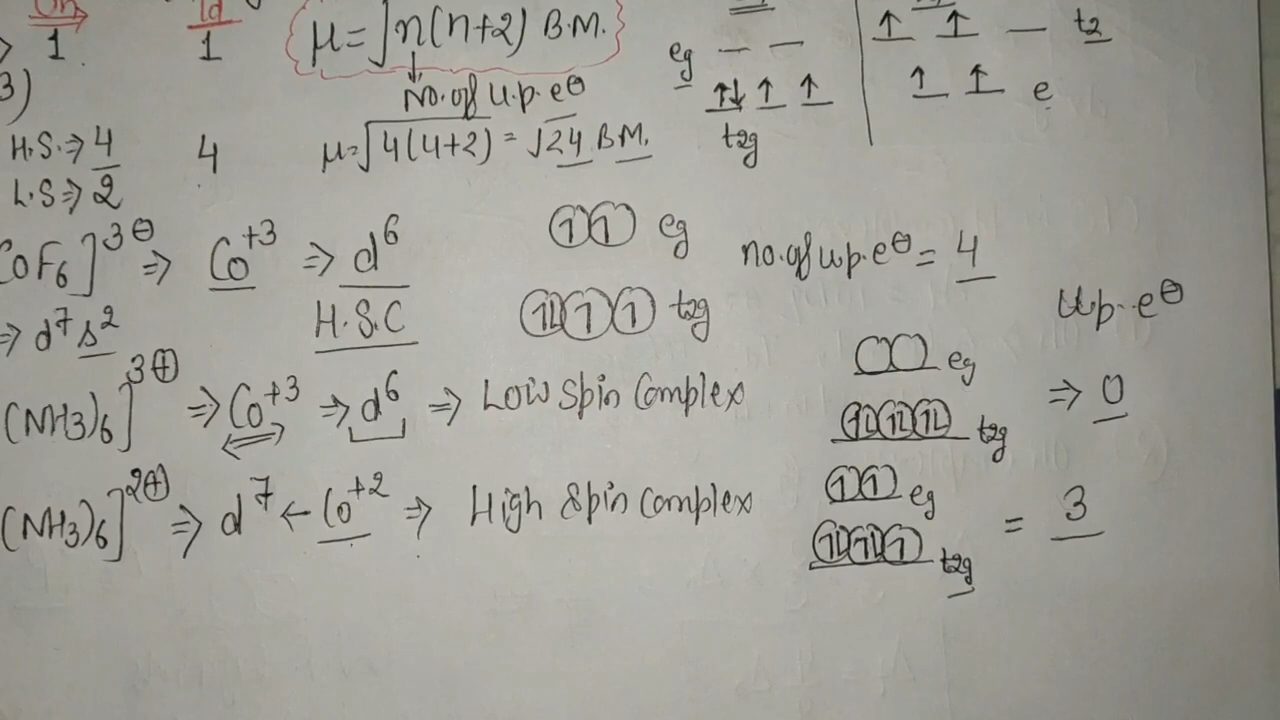 Oh Td
1 1 μ=√n(n+2) B.M.
No. of u.p. e⊖
eg t2
e
t2g
3)
H.S. ⇒ 4 4 μ=√4(4+2) = √24 B.M.
L.S ⇒ 2
CoF6]3⊖ ⇒ Co+3 ⇒ d6 eg no. of u.p. e⊖ = 4
H.S.C t2g
⇒ d7 s2 u.p. e⊖
(NH3)6]3⊕ ⇒ Co+3 ⇒ d6 ⇒ Low Spin Complex eg t2g ⇒ 0
(NH3)6]2⊕ ⇒ d7 ← Co+2 ⇒ High Spin Complex eg t2g = 3